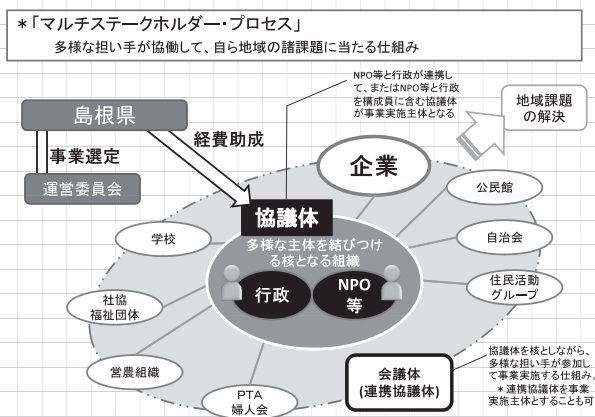 ＊「マルチステークホルダー・プロセス」
多様な担い手が協働して、自ら地域の諸課題に当たる仕組み
NPO等と行政が連携し
て、またはNPO等と行政
を構成員に含む協議体
が事業実施主体となる
地域課題
の解決
島根県
経費助成
事業選定
運営委員会
企業
公民館
協議体
多様な主体を結びつけ
る核となる組織
学校
自治会
行政
NPO
等
住民活動
グループ
社協
福祉団体
営農組織
PTA
婦人会
会議体
(連携協議体)
協議体を核としながら、
多様な担い手が参加し
て事業実施する仕組み。
＊連携協議体を事業
実施主体とすることも可